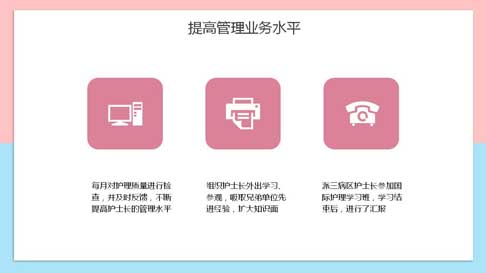 提高管理业务水平
每月对护理质量进行检
查，并及时反馈，不断
提高护士长的管理水平
组织护士长外出学习、
参观，吸取兄弟单位先
进经验，扩大知识面
派三病区护士长参加国
际护理学习班，学习结
束后，进行了汇报